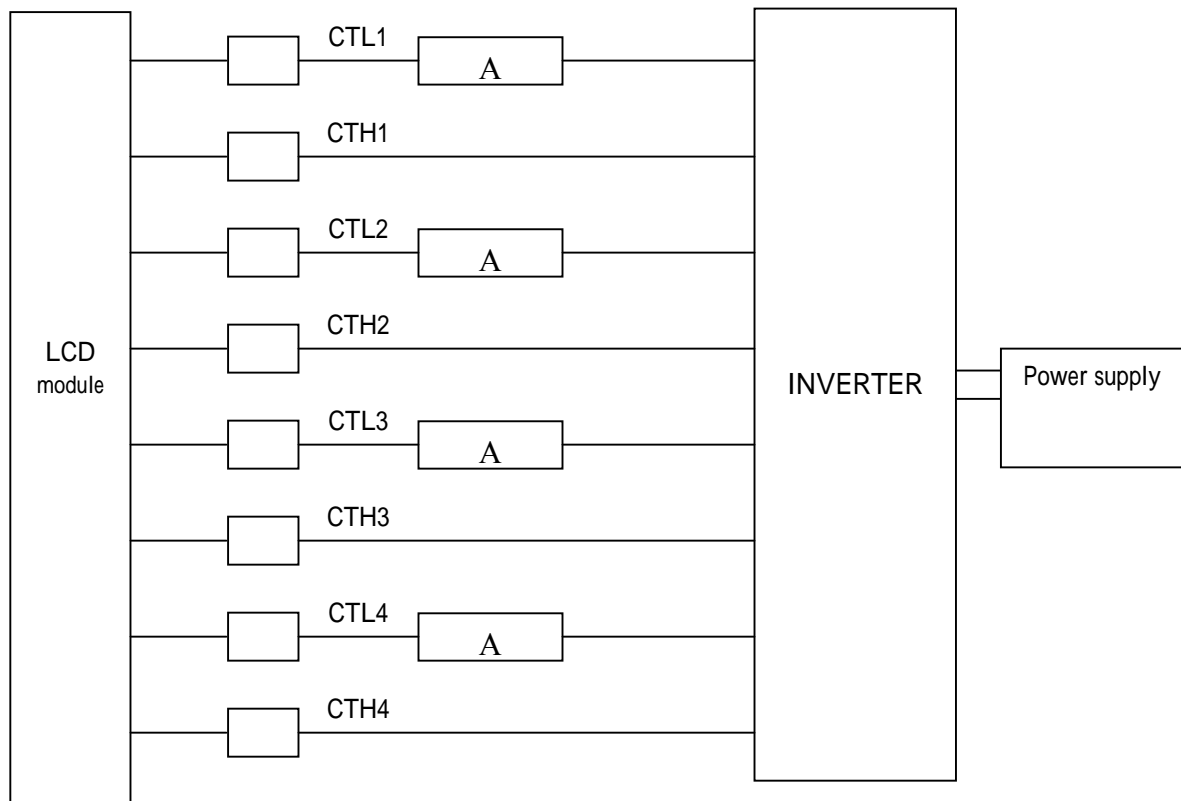 CTL1
A
CTH1
CTL2
A
CTH2
LCD
module
INVERTER
Power supply
CTL3
A
CTH3
CTL4
A
CTH4